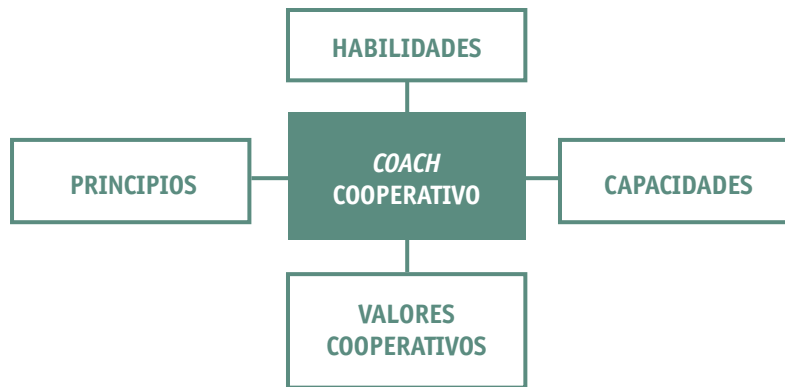 HABILIDADES
PRINCIPIOS
COACH
COOPERATIVO
CAPACIDADES
VALORES
COOPERATIVOS